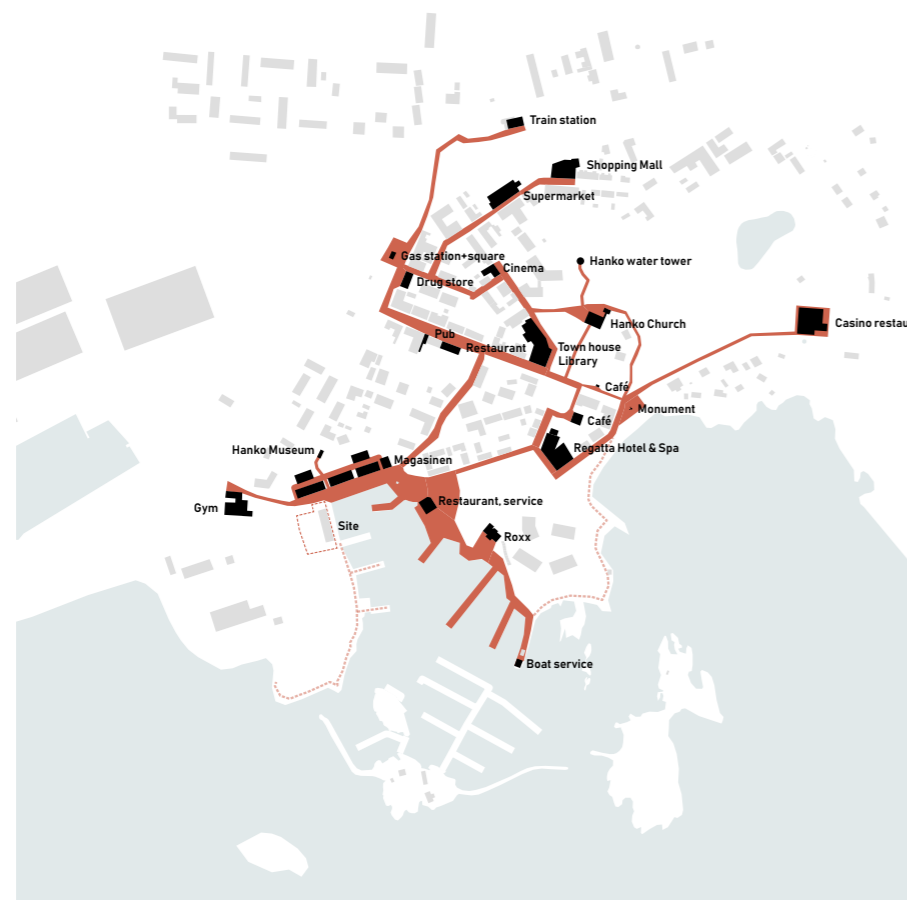 Train station
Shopping Mall
Supermarket
Gas station+square
Cinema
Hanko water tower
Drug store
Hanko Church
Casino restau
Pub
Restaurant
Town house
Library
Café
Monument
Café
Regatta Hotel & Spa
Hanko Museum
Magasinen
Restaurant, service
Gym
Site
Roxx
Boat service